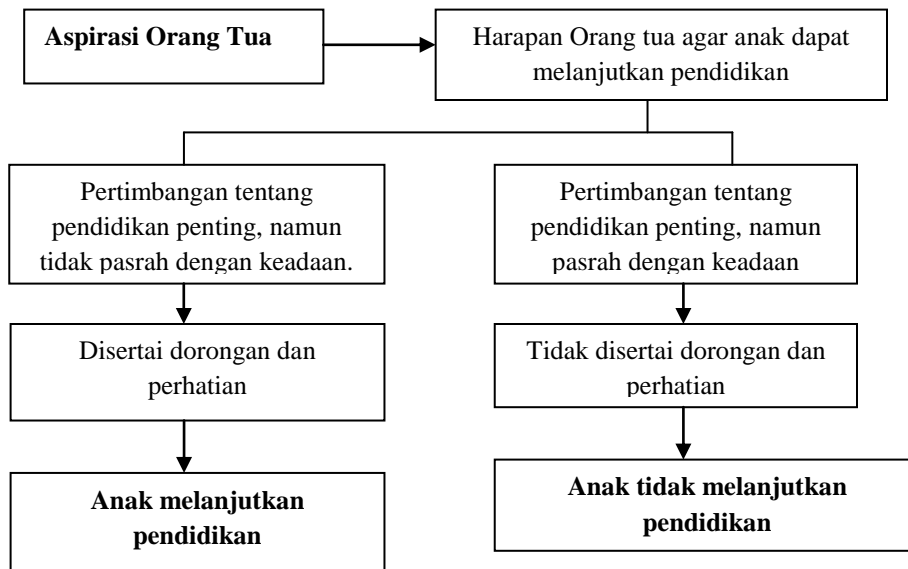 Aspirasi Orang Tua
Harapan Orang tua agar anak dapat
melanjutkan pendidikan
Pertimbangan tentang
pendidikan penting, namun
tidak pasrah dengan keadaan.
Pertimbangan tentang
pendidikan penting, namun
pasrah dengan keadaan
Disertai dorongan dan
perhatian
Tidak disertai dorongan dan
perhatian
Anak melanjutkan
pendidikan
Anak tidak melanjutkan
pendidikan